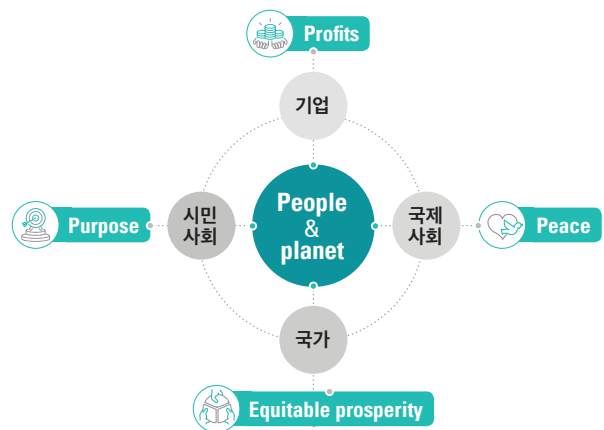 Profits
기업
시민
사회
Purpose
People
&
planet
국제
사회
Peace
국가
Equitable prosperity